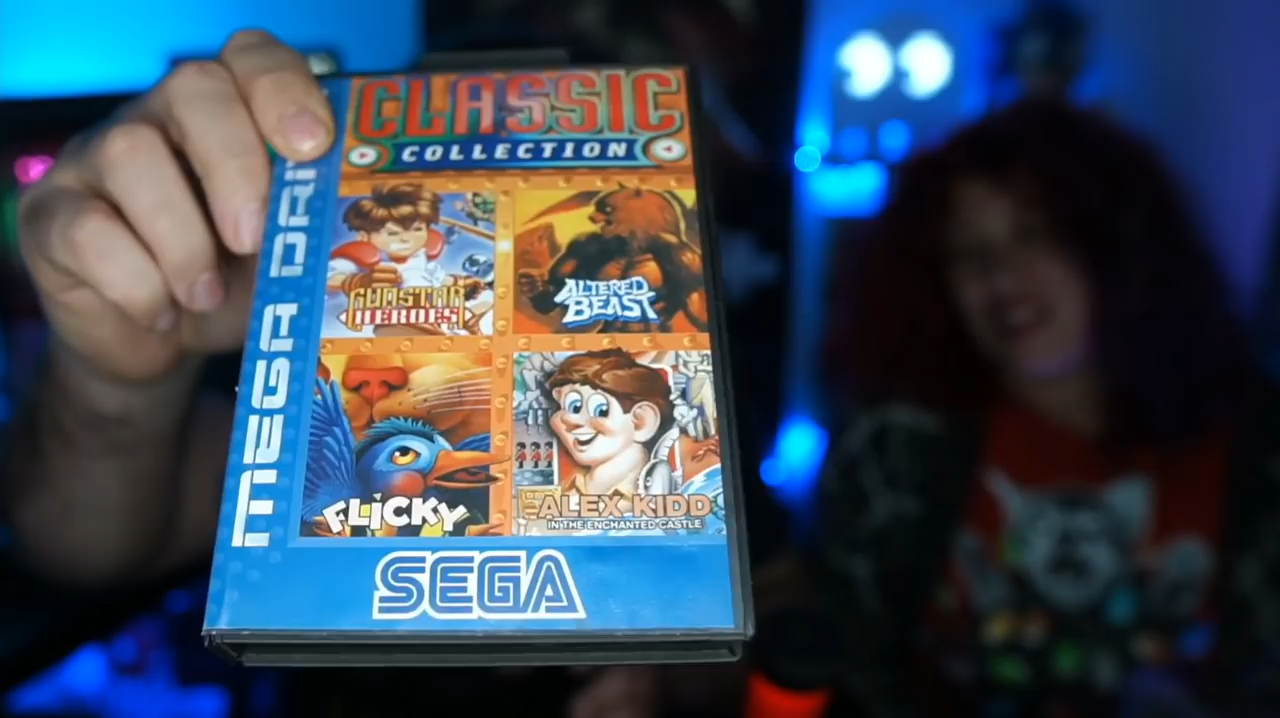 CLASSIC
COLLECTION
MEGA DRI
GUNSTAR
HEROES
ALTERED
BEAST
FLiCKY
ALEX KIDD
IN THE ENCHANTED CASTLE
SEGA